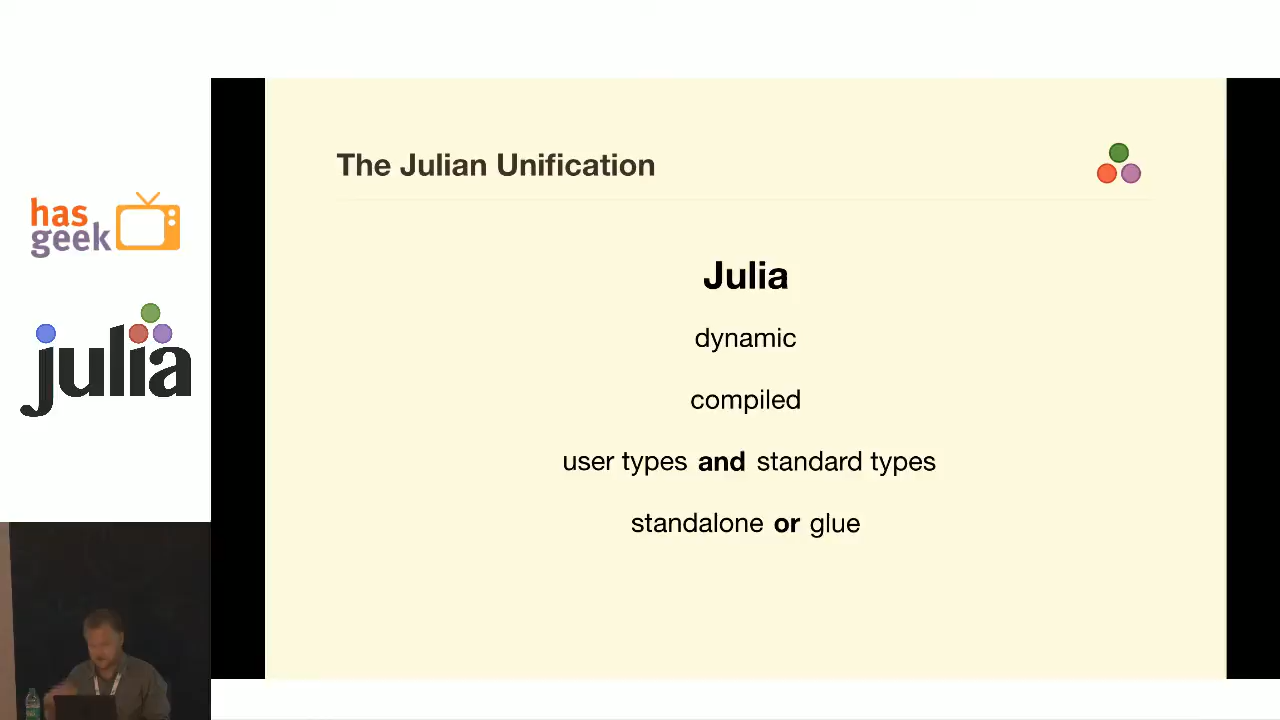 The Julian Unification
has
geek
julia
Julia
dynamic
compiled
user types and standard types
standalone or glue